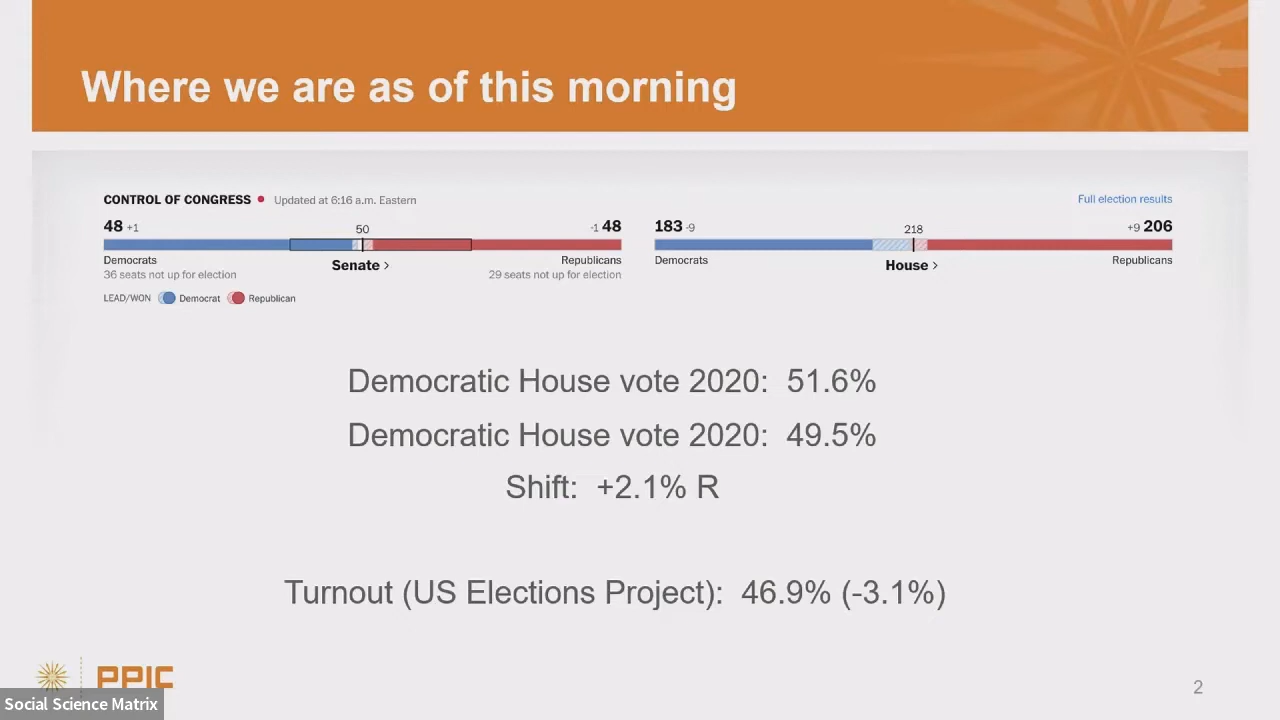 Where we are as of this morning
CONTROL OF CONGRESS • Updated at 6:16 a.m. Eastern
Full election results
48 +1
50
-1 48
Democrats
Senate >
Republicans
36 seats not up for election
29 seats not up for election
LEAD/WON Democrat Republican
183 -9
218
+9 206
Democrats
House >
Republicans
Democratic House vote 2020: 51.6%
Democratic House vote 2020: 49.5%
Shift: +2.1% R
Turnout (US Elections Project): 46.9% (-3.1%)
PPIC
Social Science Matrix
2